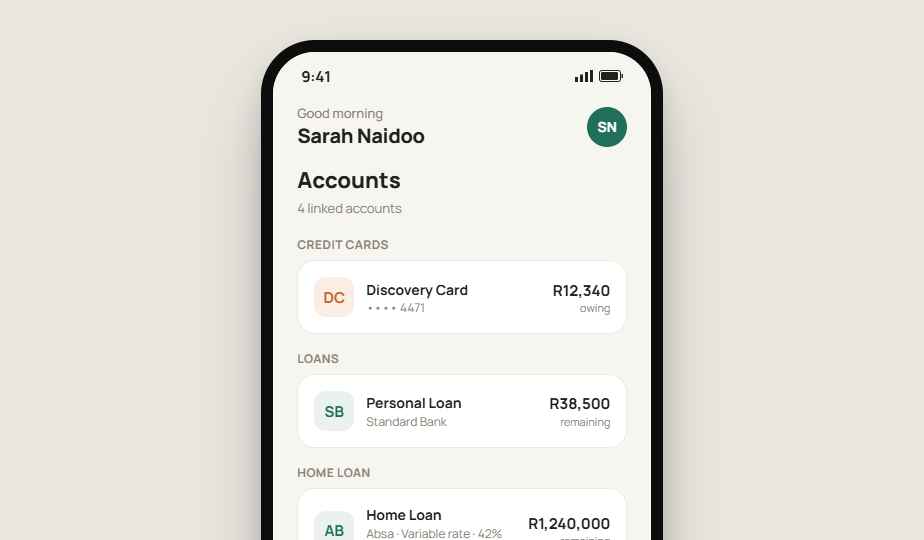 9:41
Good morning
Sarah Naidoo
SN
Accounts
4 linked accounts
CREDIT CARDS
DC
Discovery Card
•••• 4471
R12,340
owing
LOANS
SB
Personal Loan
Standard Bank
R38,500
remaining
HOME LOAN
AB
Home Loan
Absa · Variable rate · 42%
R1,240,000